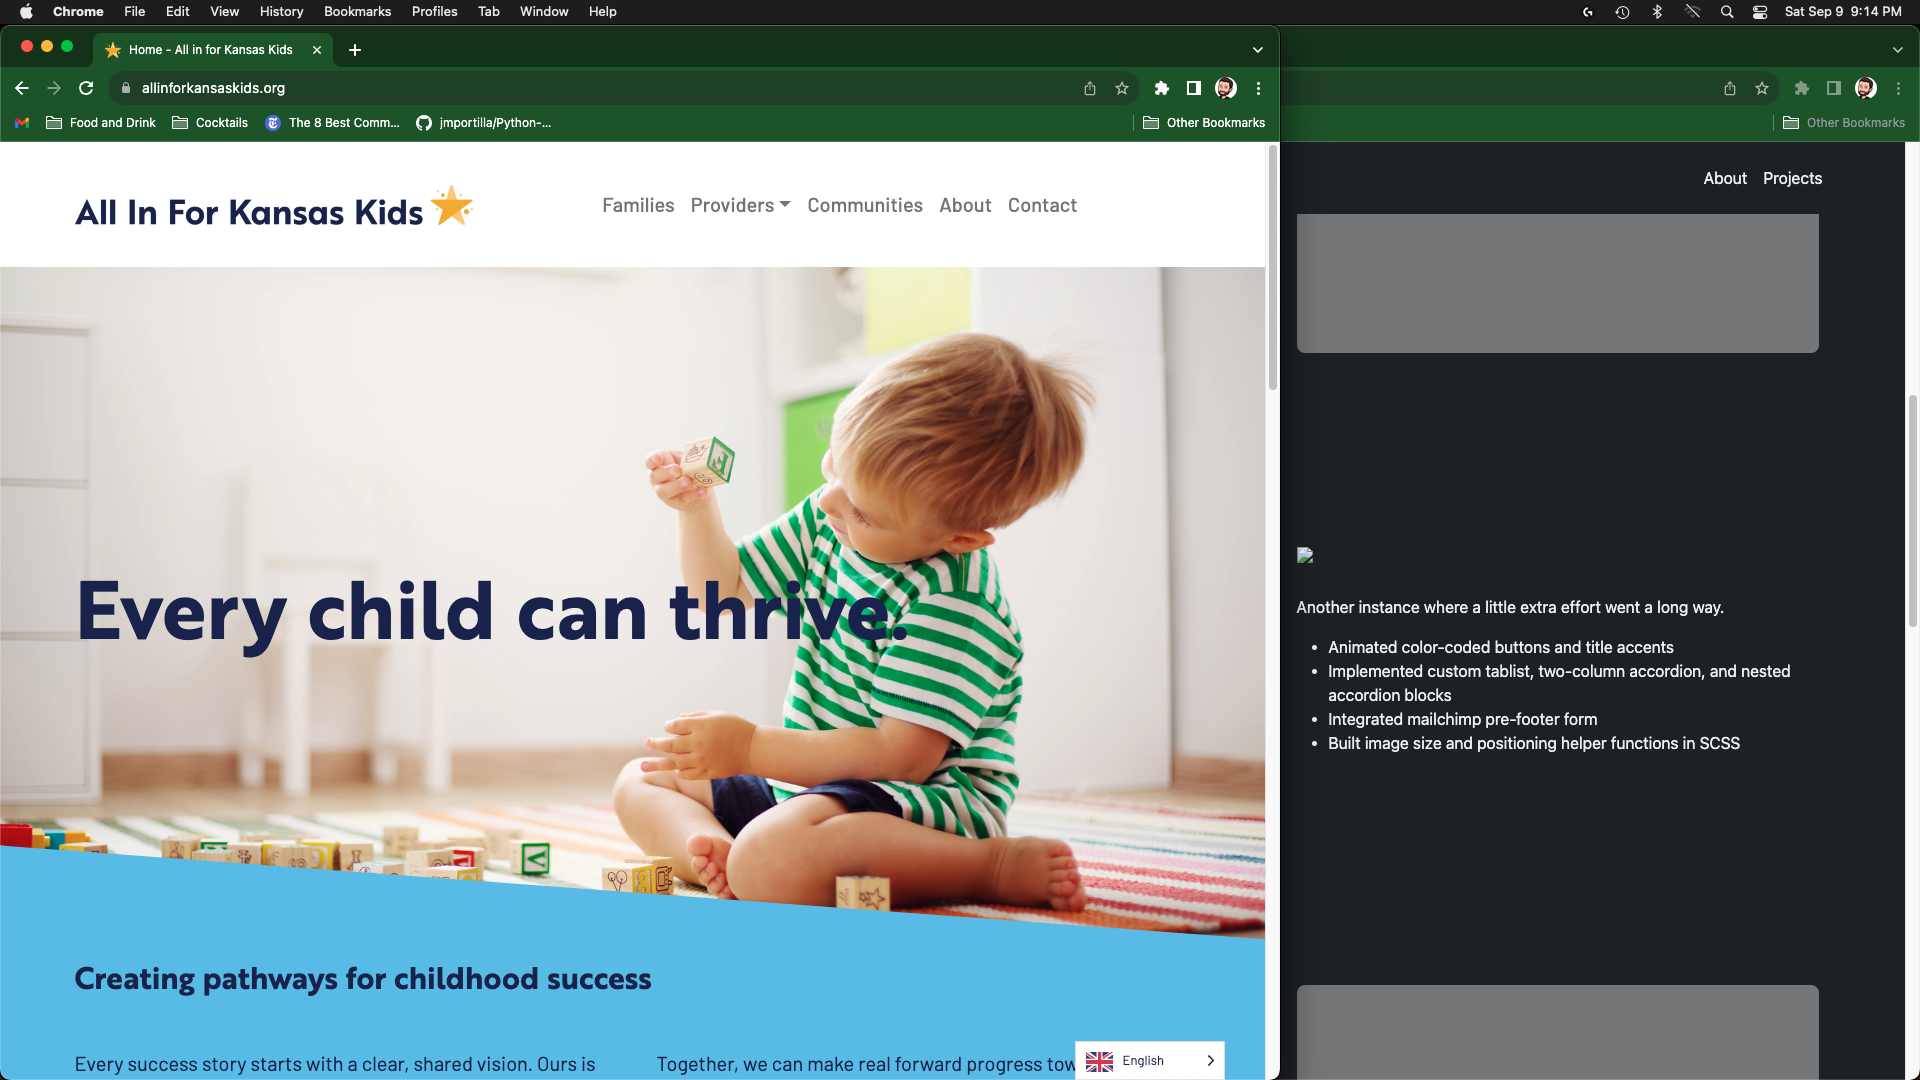 Chrome File Edit View History Bookmarks Profiles Tab Window Help Sat Sep 9 9:14 PM
Home - All in for Kansas Kids
allinforkansaskids.org
Food and Drink Cocktails The 8 Best Comm... jmportilla/Python-... Other Bookmarks
Other Bookmarks
All In For Kansas Kids
Families Providers Communities About Contact
Every child can thrive.
Creating pathways for childhood success
Every success story starts with a clear, shared vision. Ours is
Together, we can make real forward progress
English
About Projects
Another instance where a little extra effort went a long way.
• Animated color-coded buttons and title accents
• Implemented custom tablist, two-column accordion, and nested
accordion blocks
• Integrated mailchimp pre-footer form
• Built image size and positioning helper functions in SCSS